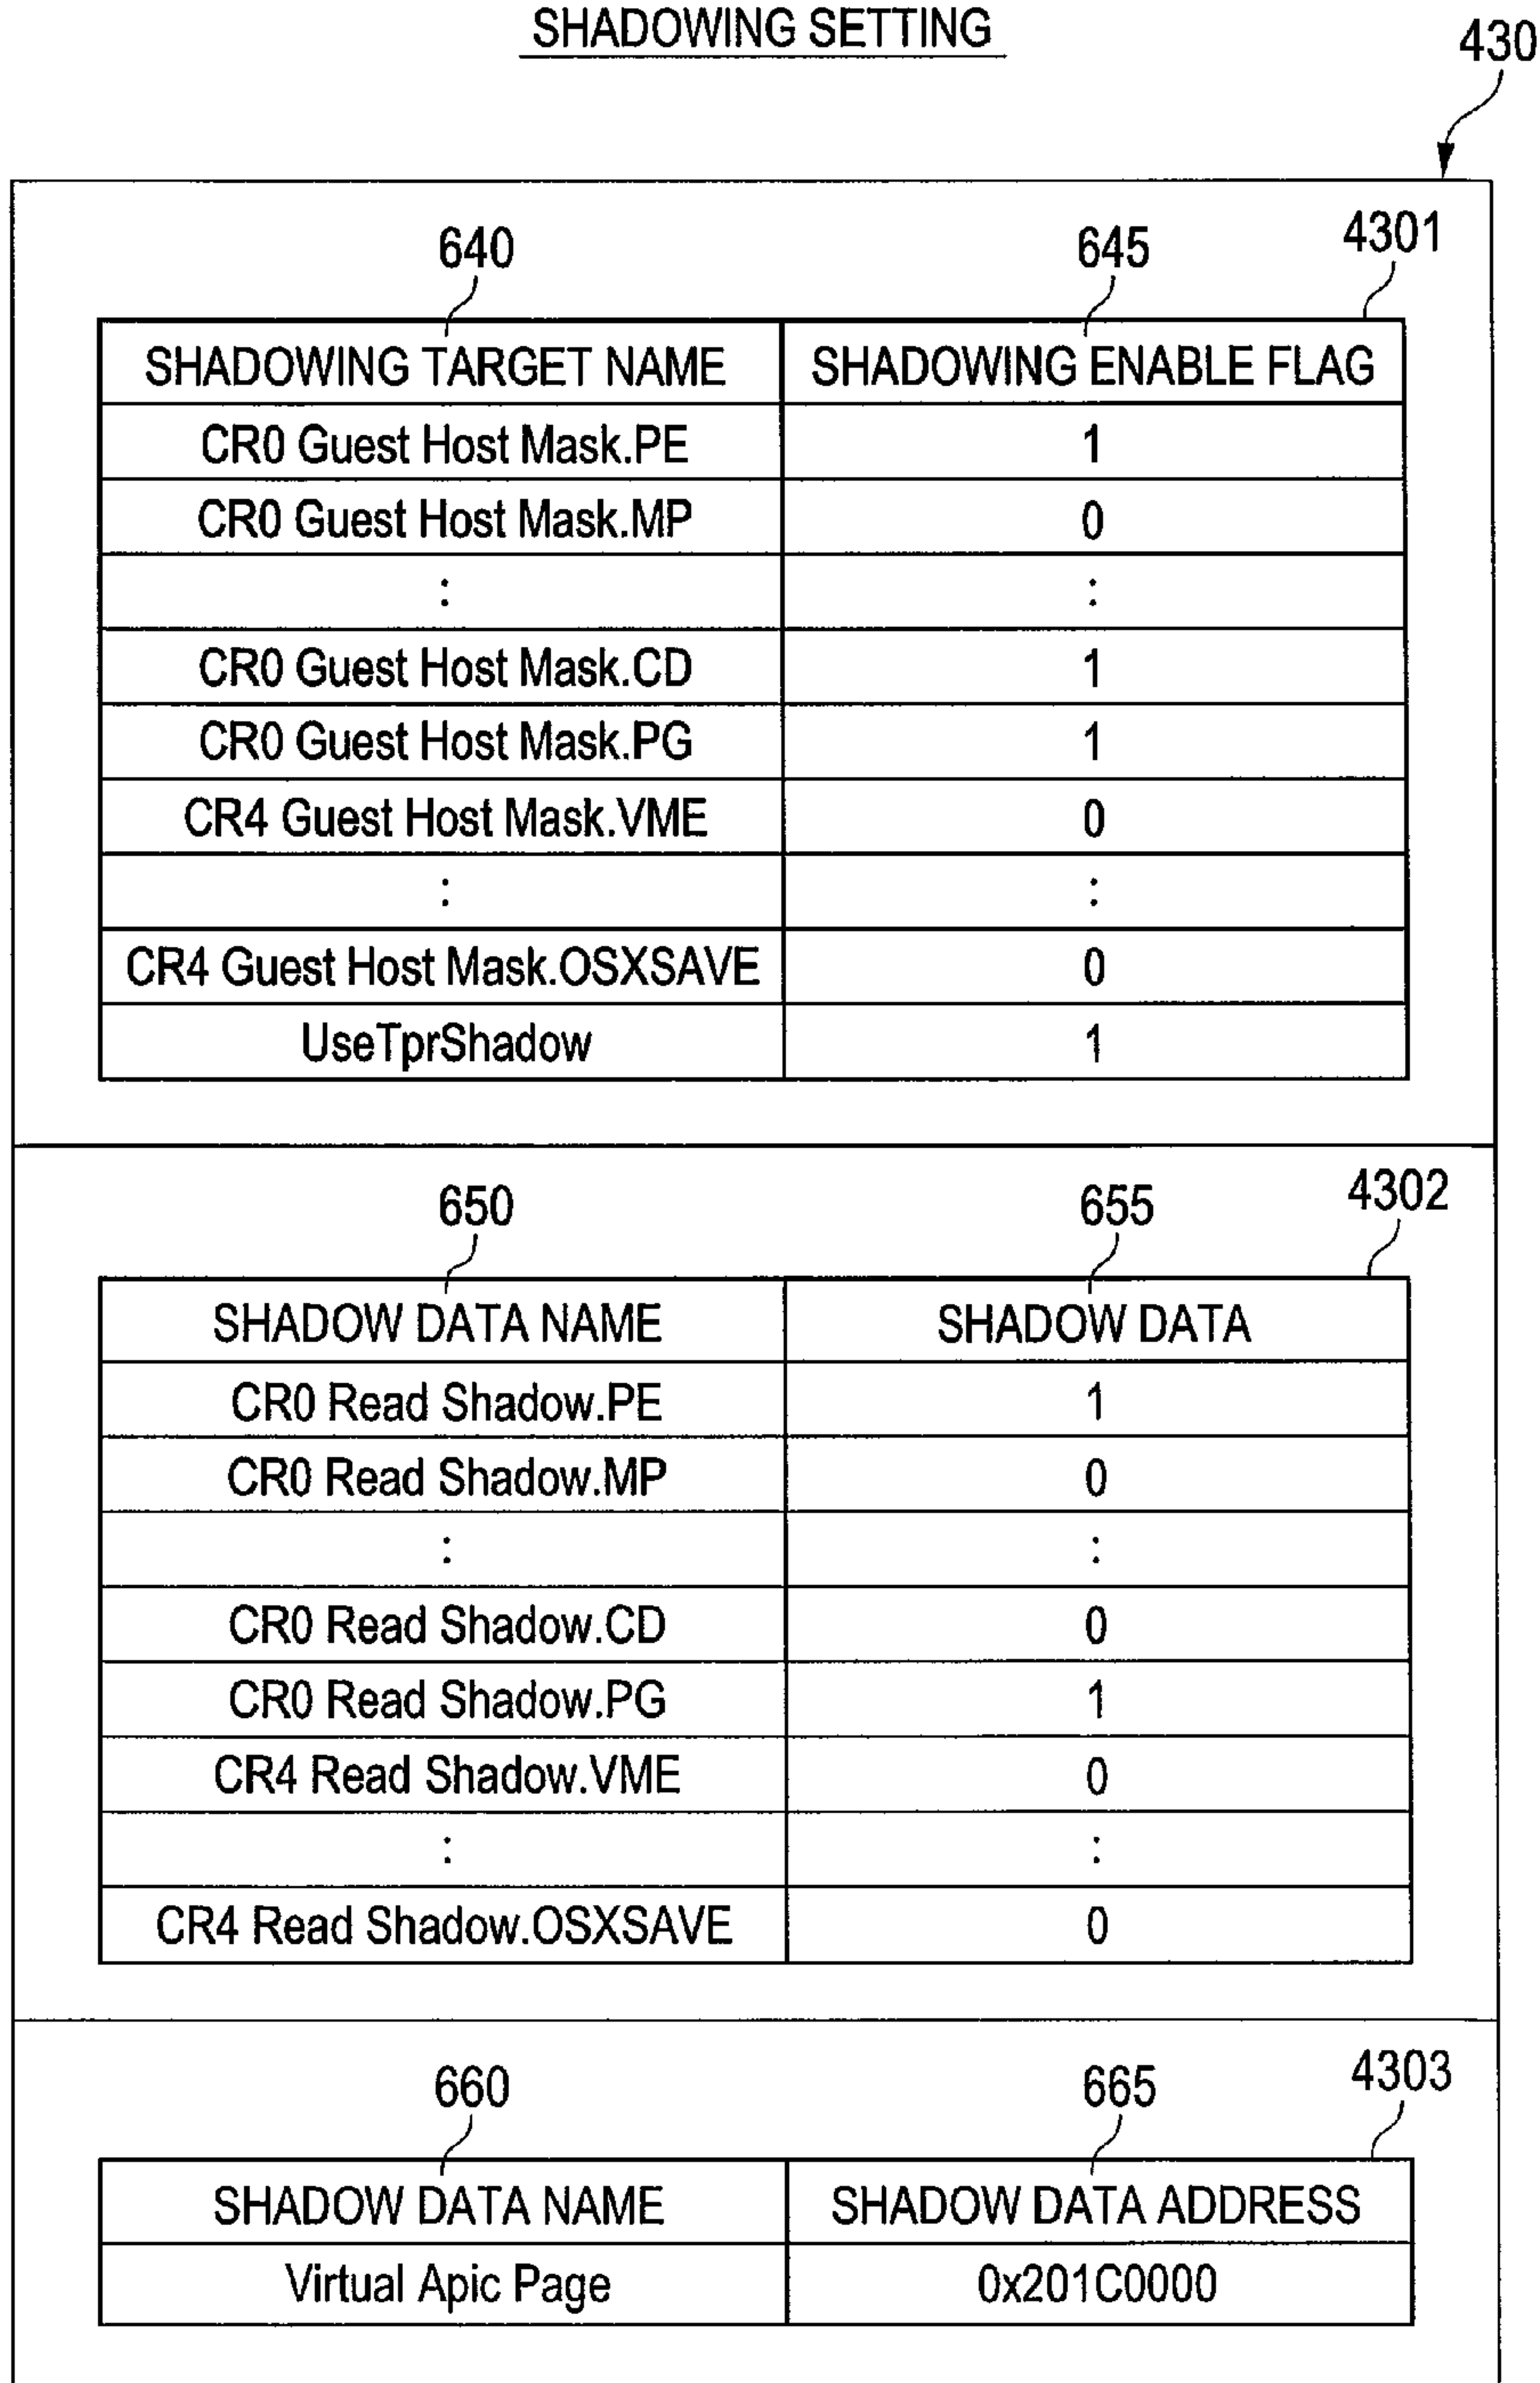 SHADOWING SETTING
430
640 645 4301
SHADOWING TARGET NAME SHADOWING ENABLE FLAG
CR0 Guest Host Mask.PE 1
CR0 Guest Host Mask.MP 0
: :
CR0 Guest Host Mask.CD 1
CR0 Guest Host Mask.PG 1
CR4 Guest Host Mask.VME 0
: :
CR4 Guest Host Mask.OSXSAVE 0
UseTprShadow 1
650 655 4302
SHADOW DATA NAME SHADOW DATA
CR0 Read Shadow.PE 1
CR0 Read Shadow.MP 0
: :
CR0 Read Shadow.CD 0
CR0 Read Shadow.PG 1
CR4 Read Shadow.VME 0
: :
CR4 Read Shadow.OSXSAVE 0
660 665 4303
SHADOW DATA NAME SHADOW DATA ADDRESS
Virtual Apic Page 0x201C0000